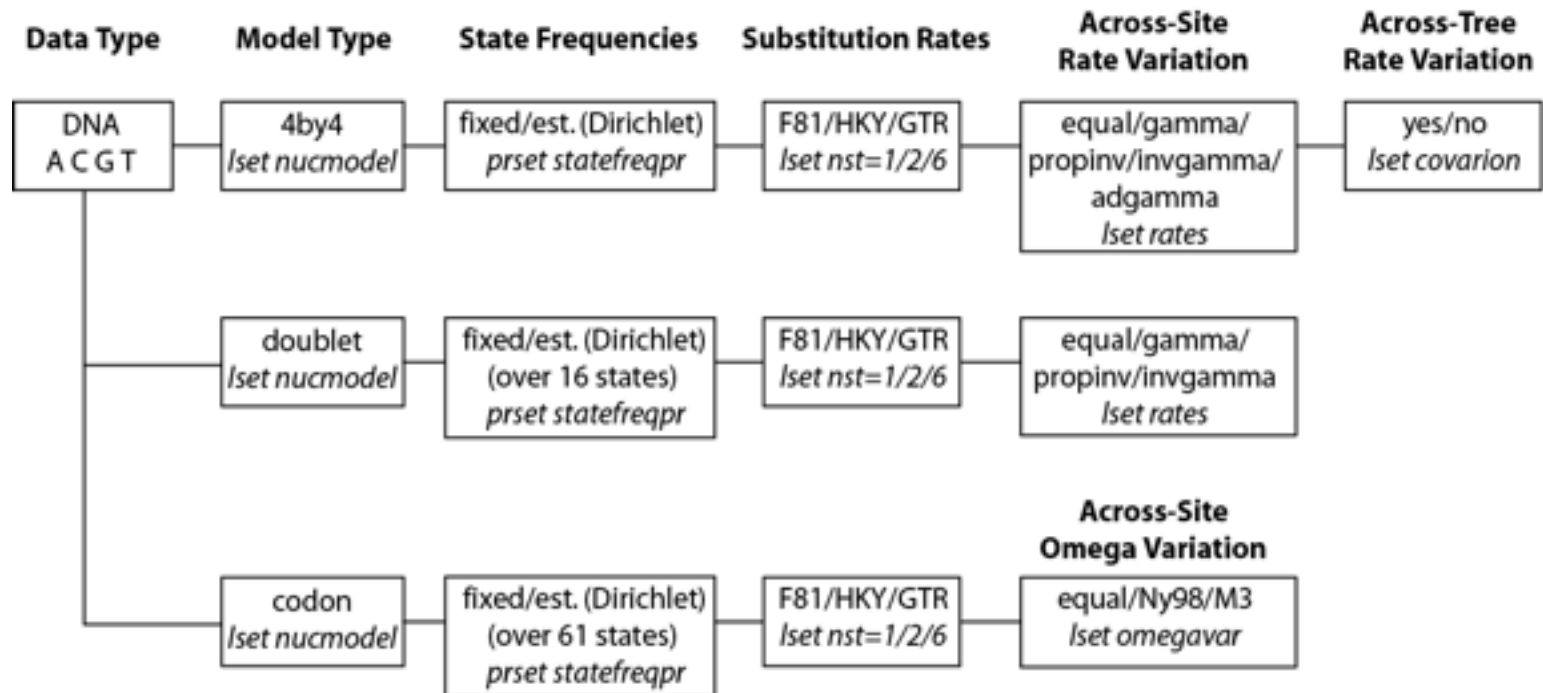 Data Type
Model Type
State Frequencies
Substitution Rates
Across-Site
Rate Variation
Across-Tree
Rate Variation
DNA
A C G T
4by4
lset nucmodel
fixed/est. (Dirichlet)
prset statefreqpr
F81/HKY/GTR
lset nst=1/2/6
equal/gamma/
propinv/invgamma/
adgamma
lset rates
yes/no
lset covarion
doublet
lset nucmodel
fixed/est. (Dirichlet)
(over 16 states)
prset statefreqpr
F81/HKY/GTR
lset nst=1/2/6
equal/gamma/
propinv/invgamma
lset rates
Across-Site
Omega Variation
codon
lset nucmodel
fixed/est. (Dirichlet)
(over 61 states)
prset statefreqpr
F81/HKY/GTR
lset nst=1/2/6
equal/Ny98/M3
lset omegavar